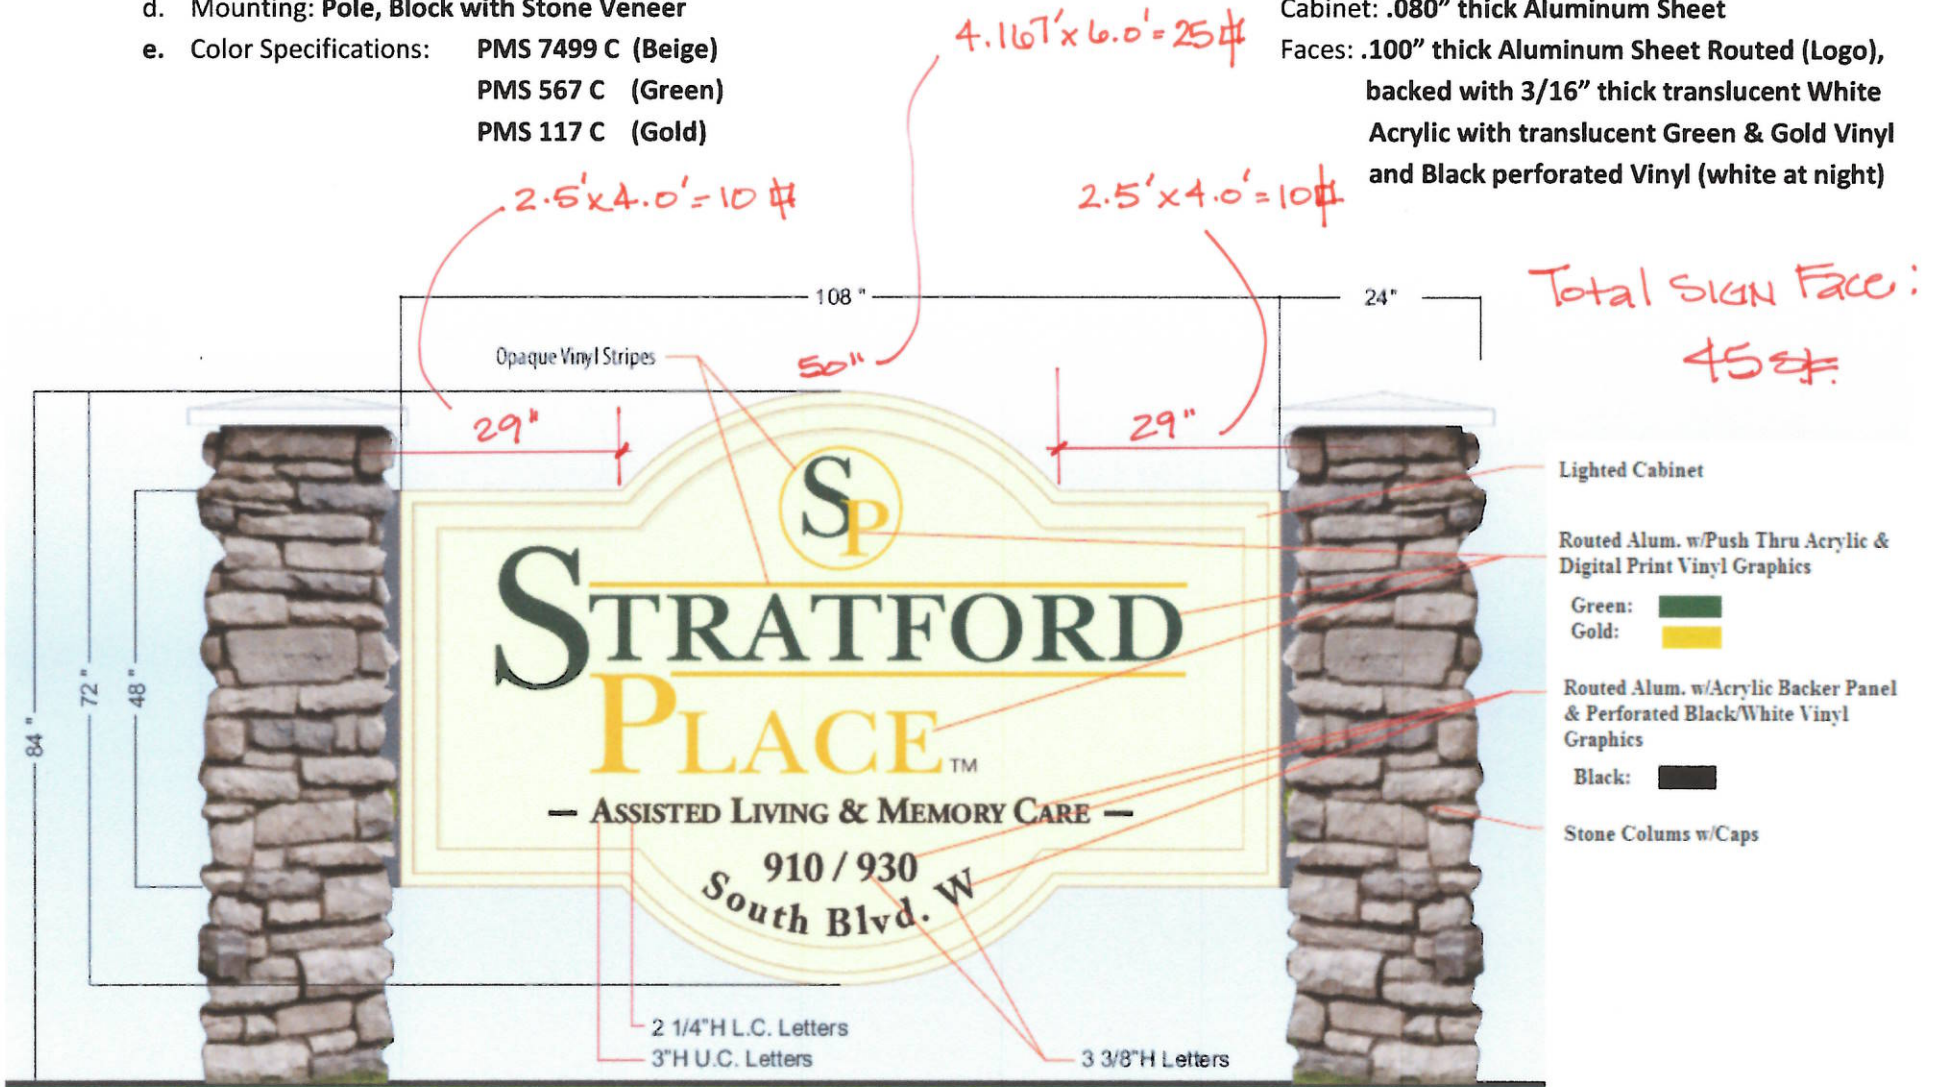 d. Mounting: Pole, Block with Stone Veneer
e. Color Specifications: PMS 7499 C (Beige)
PMS 567 C (Green)
PMS 117 C (Gold)
Cabinet: .080” thick Aluminum Sheet
Faces: .100” thick Aluminum Sheet Routed (Logo),
backed with 3/16” thick translucent White
Acrylic with translucent Green & Gold Vinyl
and Black perforated Vinyl (white at night)
4.167'x 6.0'=25
2.5'x4.0'=10
2.5'x4.0'=10
Total SIGN Face:
45 SF.
108 "
24"
Opaque Vinyl Stripes
50"
29"
29"
84 "
72 "
48 "
SP
STRATFORD
PLACE TM
— ASSISTED LIVING & MEMORY CARE —
910 / 930
South Blvd. W
Lighted Cabinet
Routed Alum. w/Push Thru Acrylic &
Digital Print Vinyl Graphics
Green:
Gold:
Routed Alum. w/Acrylic Backer Panel
& Perforated Black/White Vinyl
Graphics
Black:
Stone Colums w/Caps
2 1/4"H L.C. Letters
3"H U.C. Letters
3 3/8"H Letters